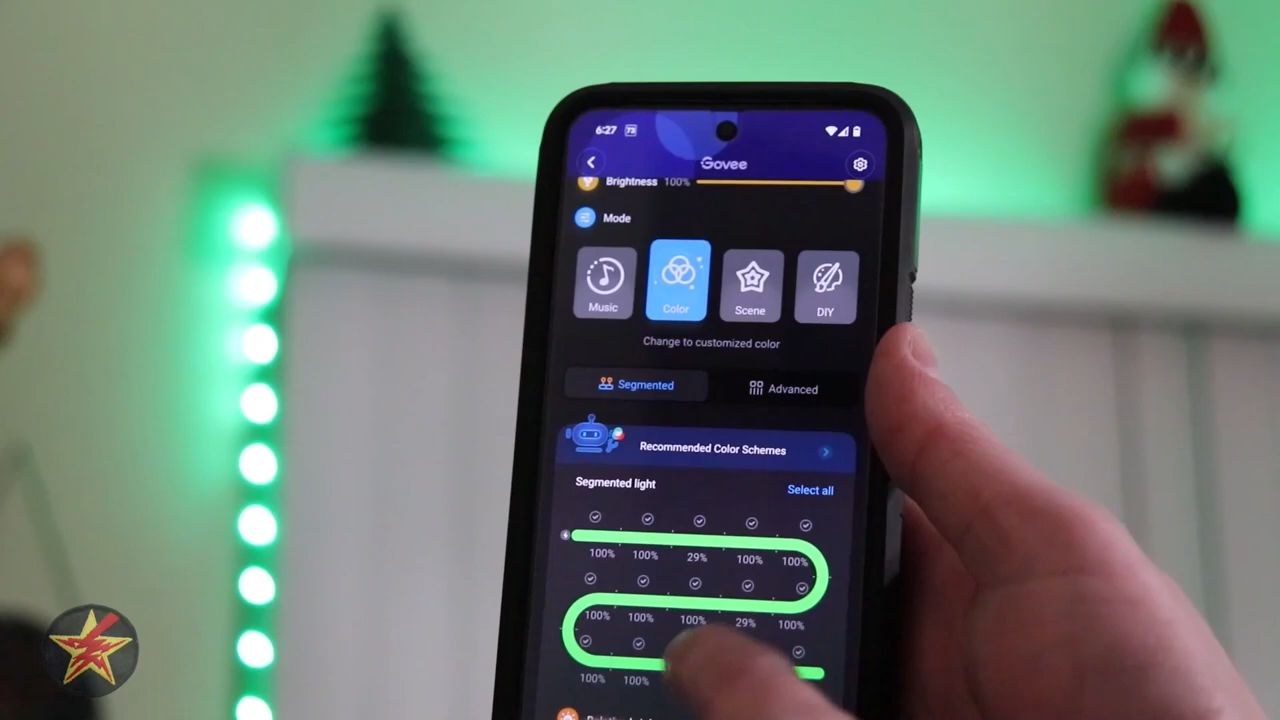 6:27 73
Govee
Brightness 100%
Mode
Music Color Scene DIY
Change to customized color
Segmented Advanced
Recommended Color Schemes
Segmented light Select all
100% 100% 29% 100% 100%
100% 100% 100% 29% 100%
100% 100%